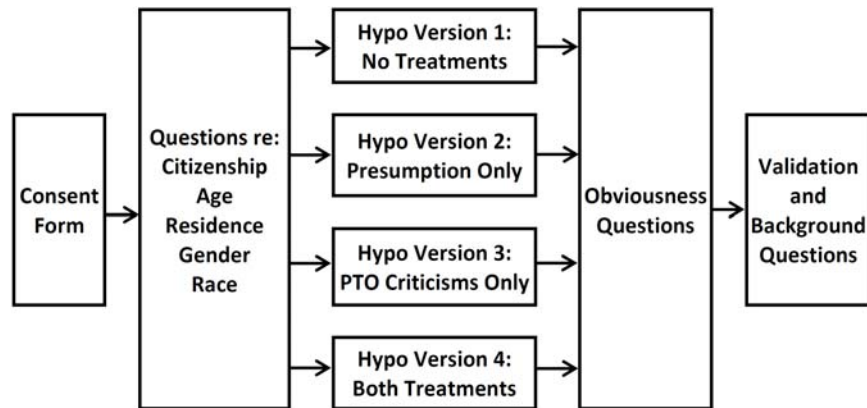 Consent
Form
Questions re:
Citizenship
Age
Residence
Gender
Race
Hypo Version 1:
No Treatments
Hypo Version 2:
Presumption Only
Hypo Version 3:
PTO Criticisms Only
Hypo Version 4:
Both Treatments
Obviousness
Questions
Validation
and
Background
Questions